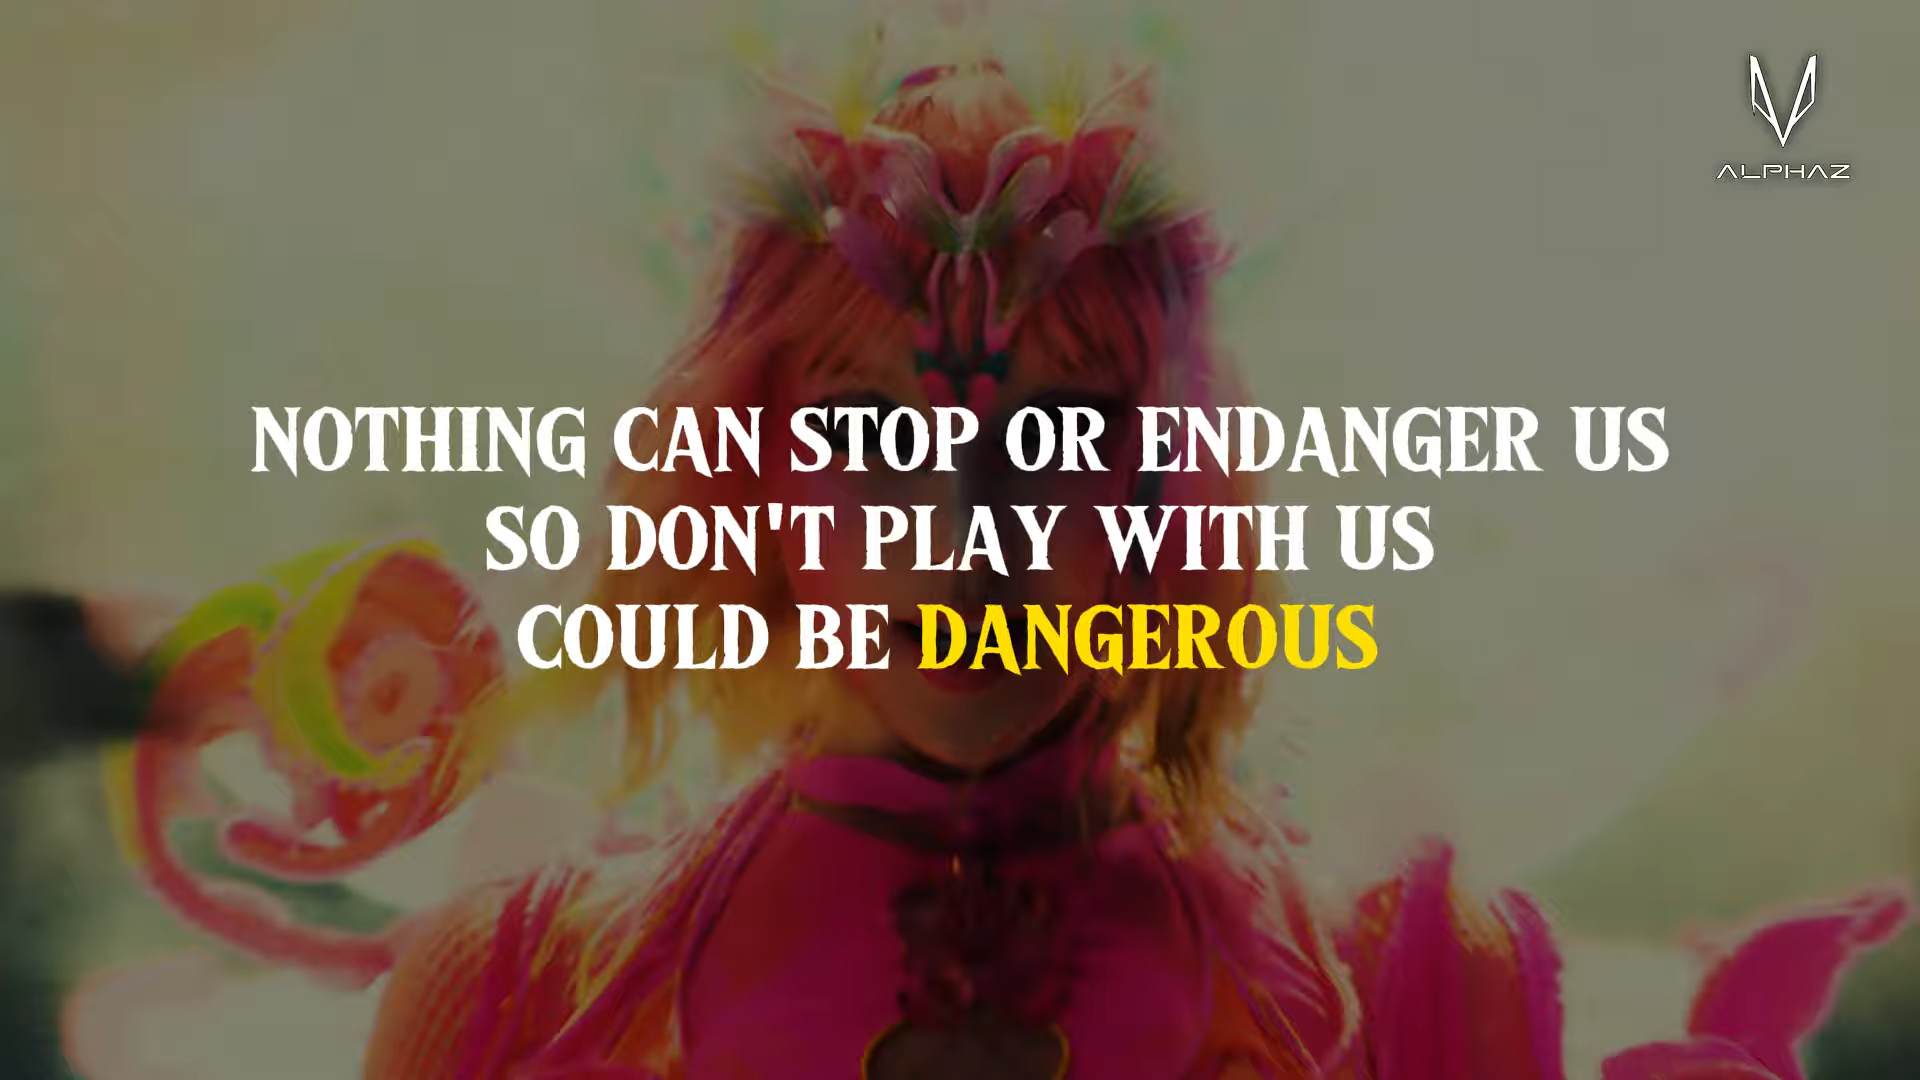 ALPHAZ
NOTHING CAN STOP OR ENDANGER US
SO DON'T PLAY WITH US
COULD BE DANGEROUS